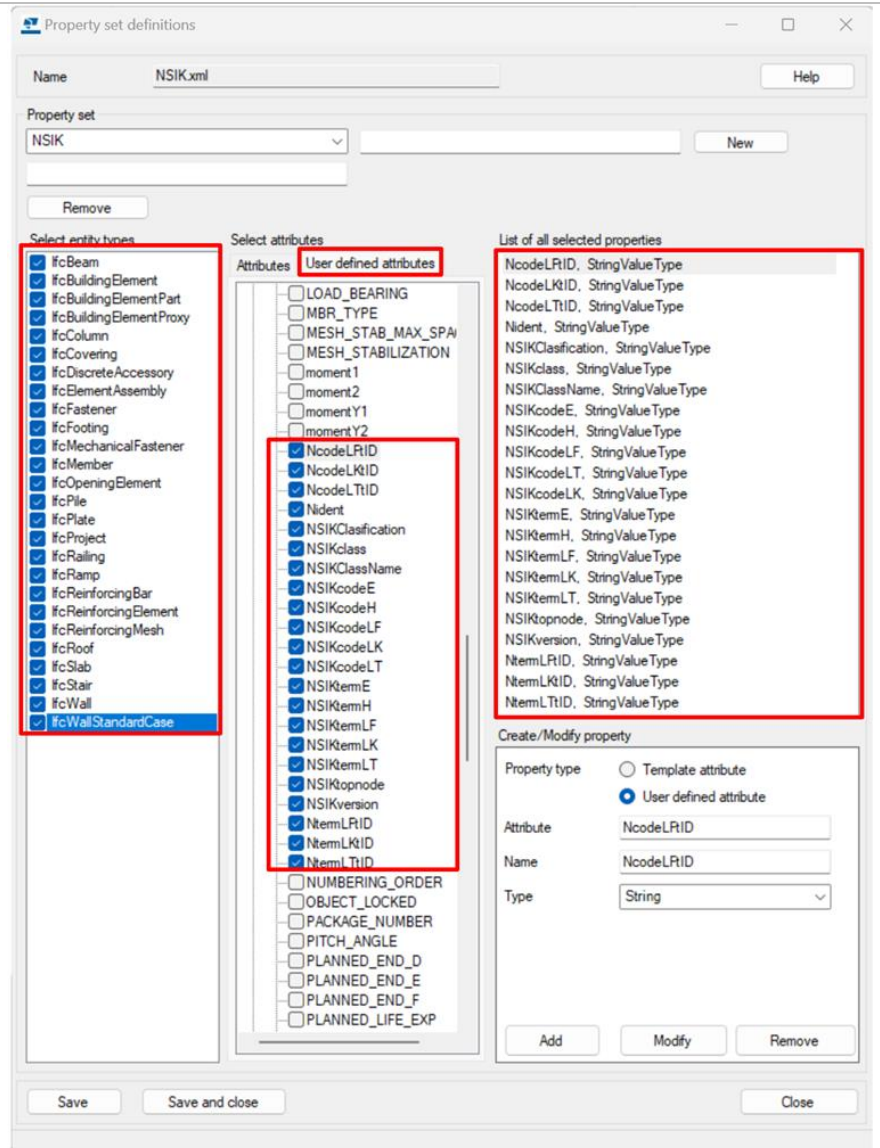 Property set definitions
Name
NSIK.xml
Help
Property set
NSIK
New
Remove
Select entity types
IfcBeam
IfcBuildingElement
IfcBuildingElementPart
IfcBuildingElementProxy
IfcColumn
IfcCovering
IfcDiscreteAccessory
IfcElementAssembly
IfcFastener
IfcFooting
IfcMechanicalFastener
IfcMember
IfcOpeningElement
IfcPile
IfcPlate
IfcProject
IfcRailing
IfcRamp
IfcReinforcingBar
IfcReinforcingElement
IfcReinforcingMesh
IfcRoof
IfcSlab
IfcStair
IfcWall
IfcWallStandardCase
Select attributes
Attributes
User defined attributes
LOAD_BEARING
MBR_TYPE
MESH_STAB_MAX_SPA
MESH_STABILIZATION
moment1
moment2
momentY1
momentY2
NcodeLFtID
NcodeLKtID
NcodeLTtID
Nident
NSIKClasification
NSIKclass
NSIKClassName
NSIKcodeE
NSIKcodeH
NSIKcodeLF
NSIKcodeLK
NSIKcodeLT
NSIKtermE
NSIKtermH
NSIKtermLF
NSIKtermLK
NSIKtermLT
NSIKtopnode
NSIKversion
NtermLFtID
NtermLKtID
NtermLTtID
NUMBERING_ORDER
OBJECT_LOCKED
PACKAGE_NUMBER
PITCH_ANGLE
PLANNED_END_D
PLANNED_END_E
PLANNED_END_F
PLANNED_LIFE_EXP
List of all selected properties
NcodeLFtID, StringValueType
NcodeLKtID, StringValueType
NcodeLTtID, StringValueType
Nident, StringValueType
NSIKClasification, StringValueType
NSIKclass, StringValueType
NSIKClassName, StringValueType
NSIKcodeE, StringValueType
NSIKcodeH, StringValueType
NSIKcodeLF, StringValueType
NSIKcodeLT, StringValueType
NSIKcodeLK, StringValueType
NSIKtermE, StringValueType
NSIKtermH, StringValueType
NSIKtermLF, StringValueType
NSIKtermLK, StringValueType
NSIKtermLT, StringValueType
NSIKtopnode, StringValueType
NSIKversion, StringValueType
NtermLFtID, StringValueType
NtermLKtID, StringValueType
NtermLTtID, StringValueType
Create/Modify property
Property type
Template attribute
User defined attribute
Attribute
NcodeLFtID
Name
NcodeLFtID
Type
String
Add
Modify
Remove
Save
Save and close
Close